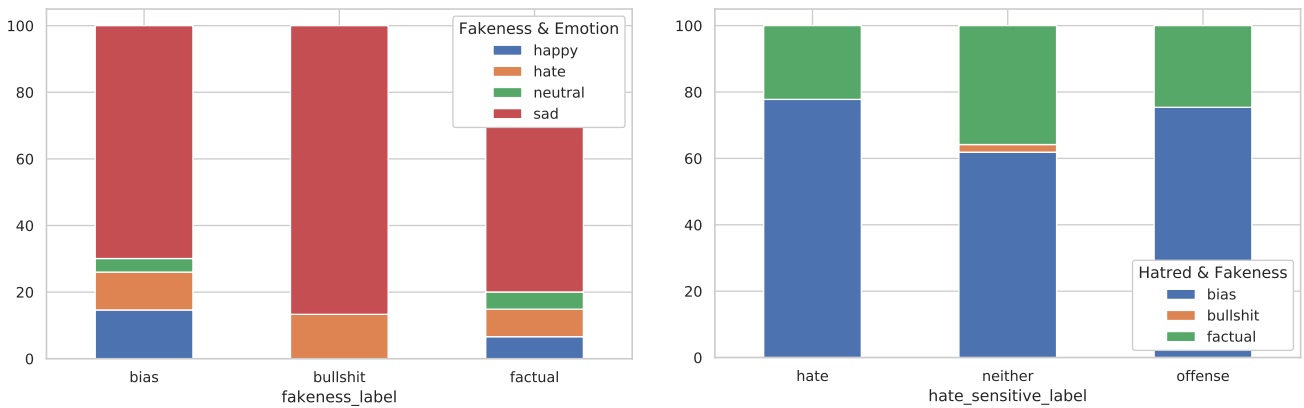 100
80
60
40
20
0
Fakeness & Emotion
happy
hate
neutral
sad
bias bullshit factual
fakeness_label
100
80
60
40
20
0
Hatred & Fakeness
bias
bullshit
factual
hate neither offense
hate_sensitive_label